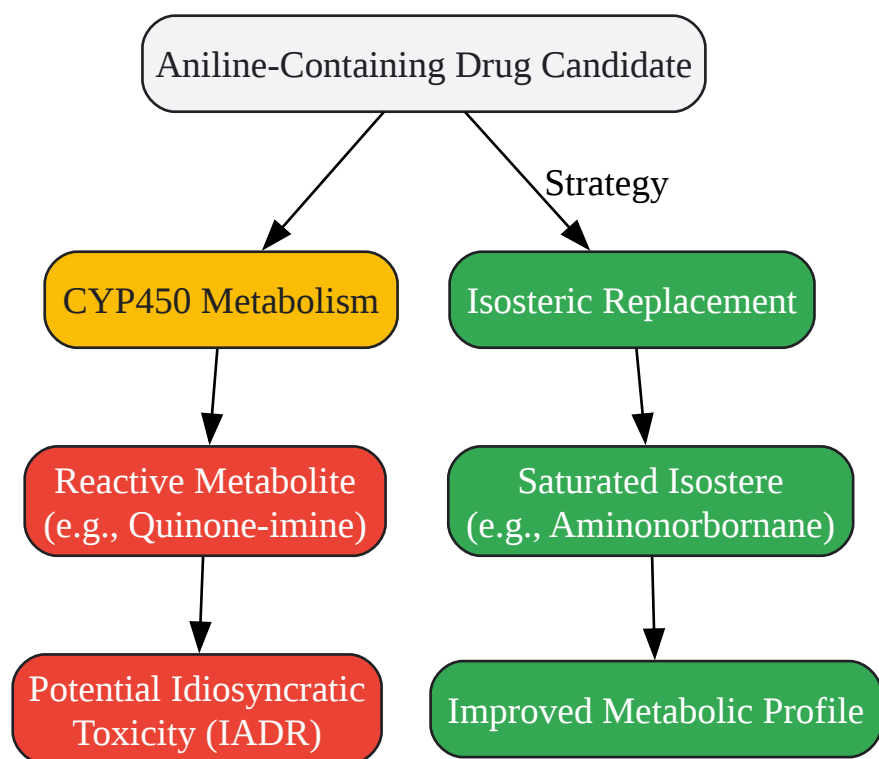 Aniline-Containing Drug Candidate
Strategy
CYP450 Metabolism
Isosteric Replacement
Reactive Metabolite
(e.g., Quinone-imine)
Saturated Isostere
(e.g., Aminonorbornane)
Potential Idiosyncratic
Toxicity (IADR)
Improved Metabolic Profile